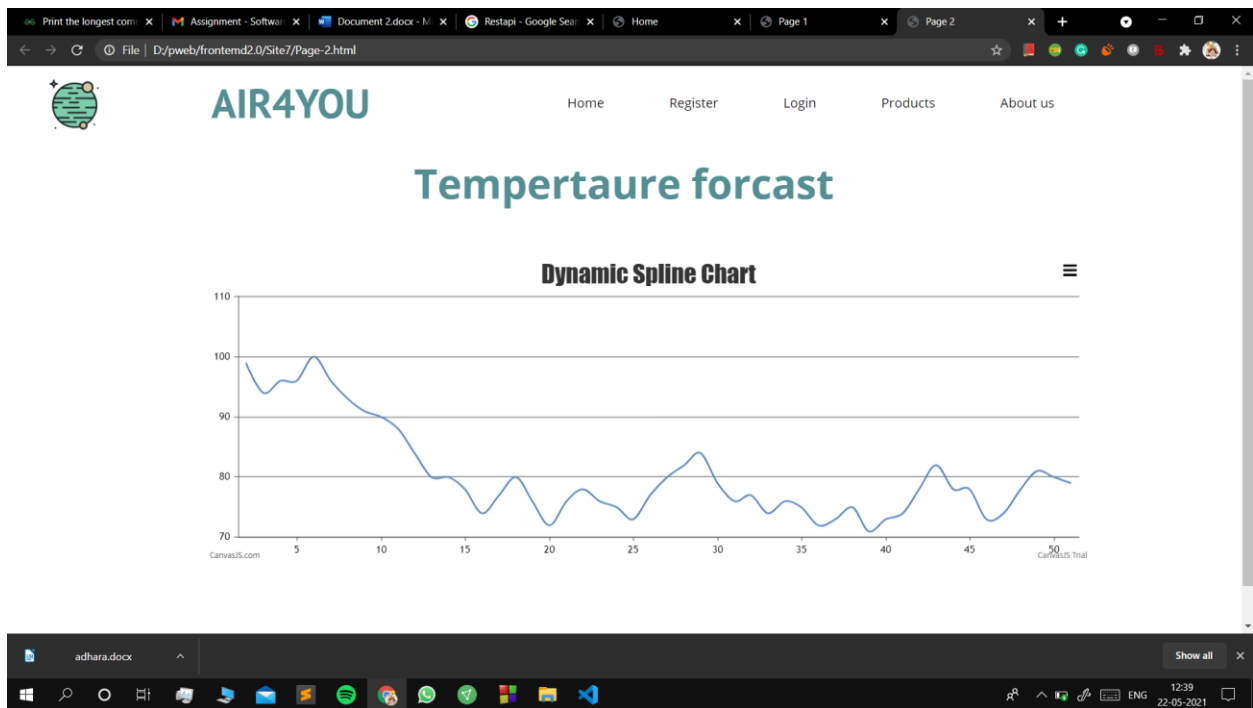 Print the longest com
Assignment - Softwar
Document 2.docx - M
Restapi - Google Sear
Home
Page 1
Page 2
File | D:/pweb/frontemd2.0/Site7/Page-2.html
AIR4YOU
Home
Register
Login
Products
About us
Tempertaure forcast
Dynamic Spline Chart
110
100
90
80
70
5
10
15
20
25
30
35
40
45
50
CanvasJS.com
CanvasJS Trial
adhara.docx
Show all
ENG
12:39
22-05-2021